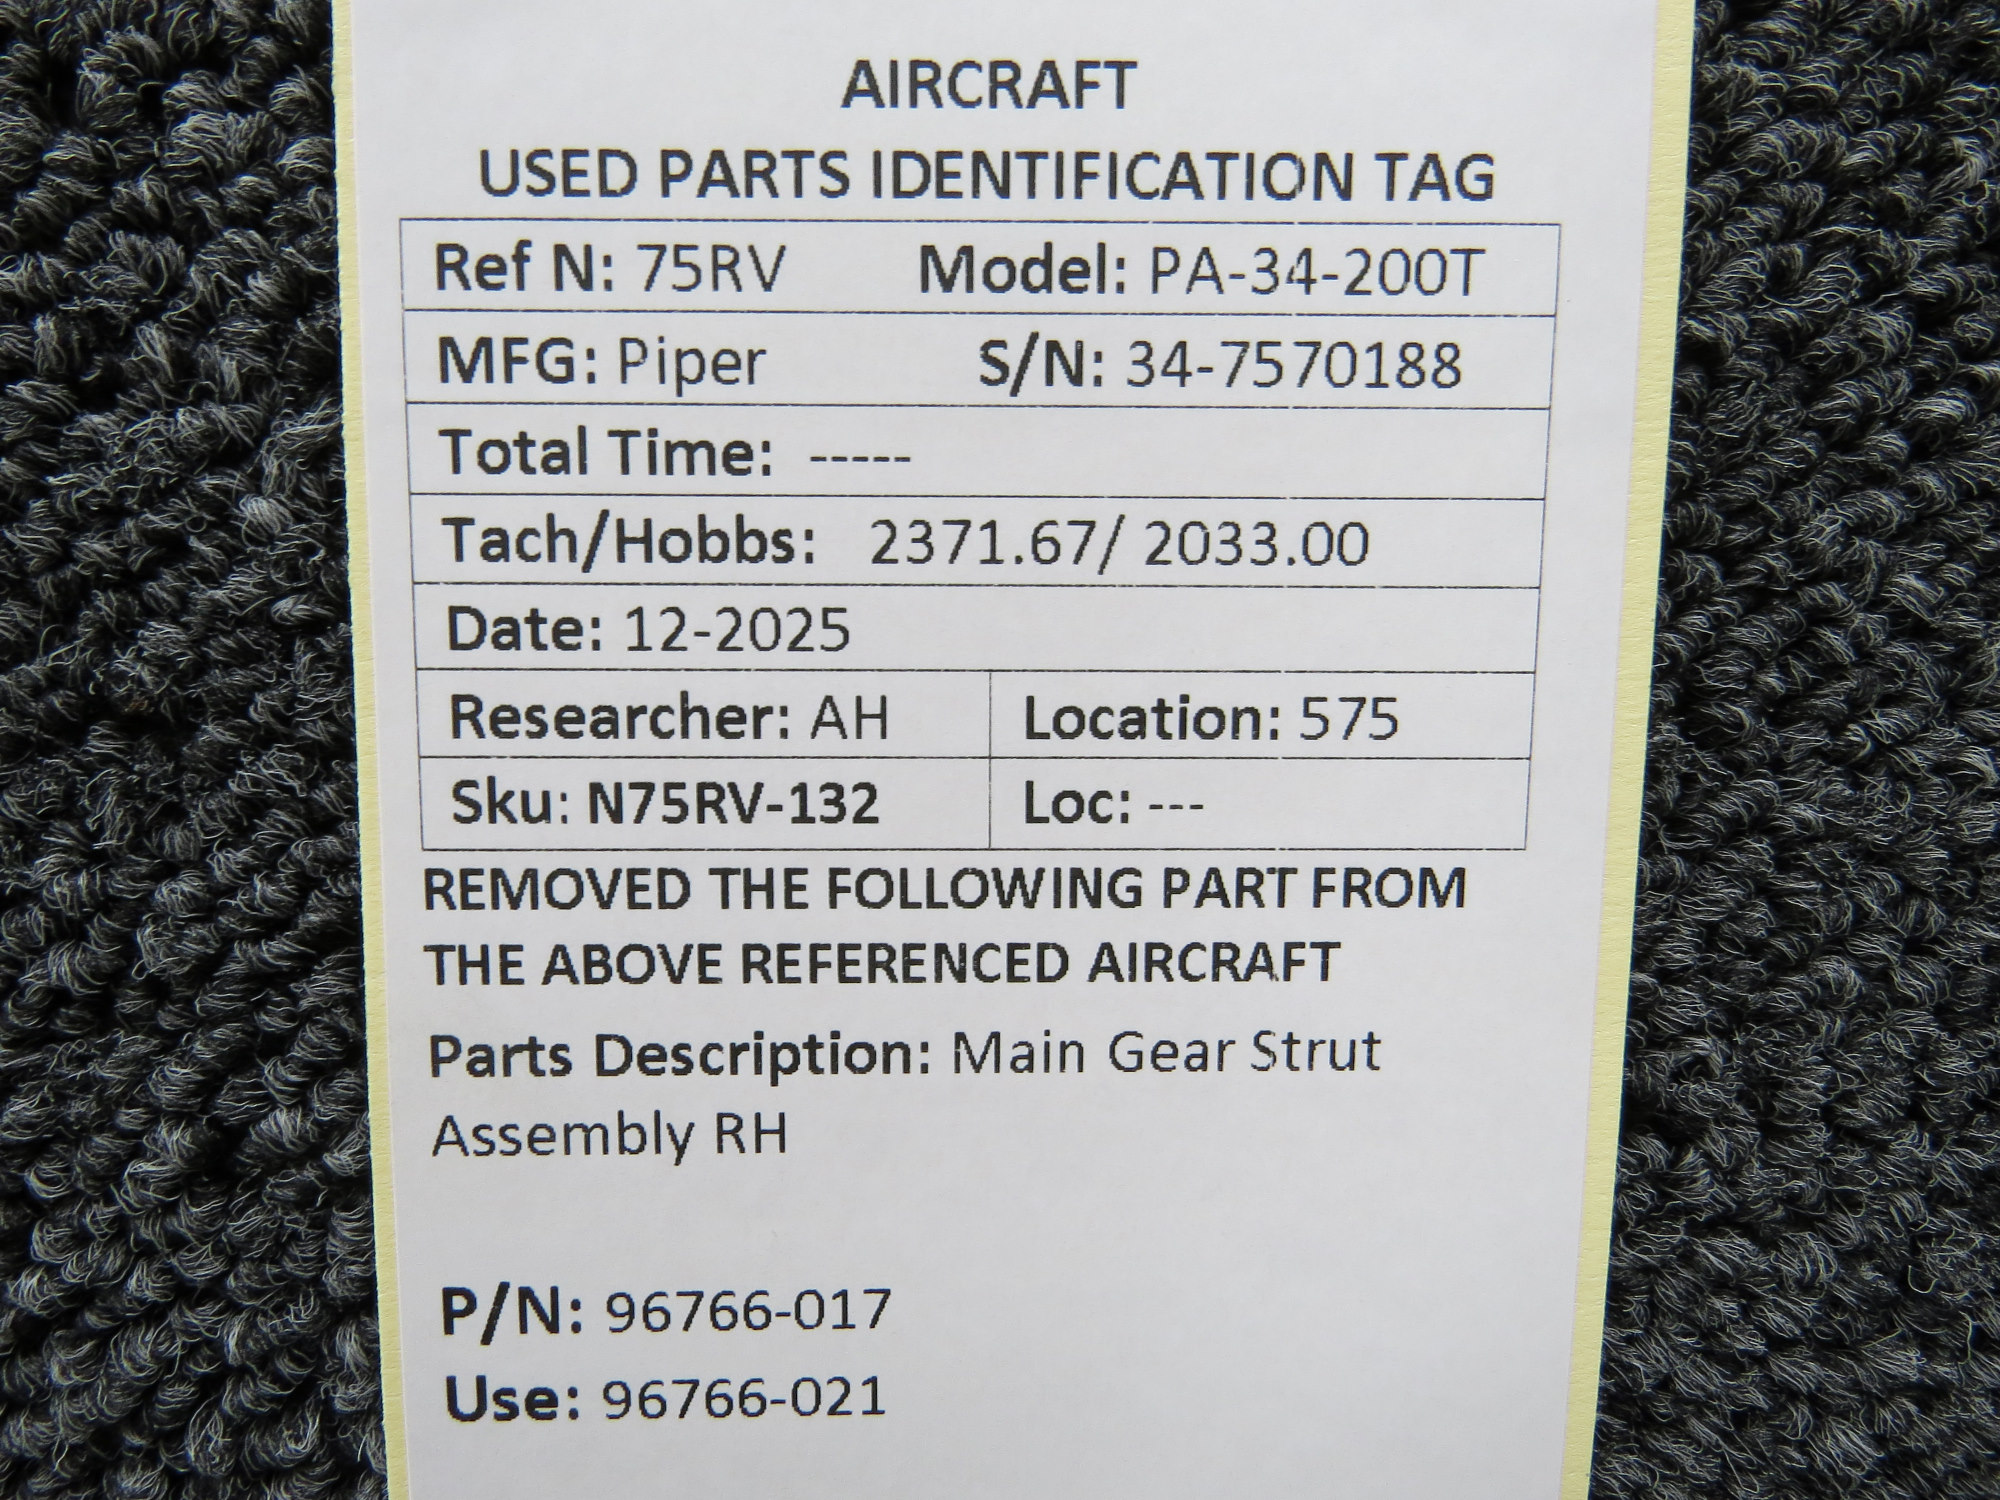 AIRCRAFT
USED PARTS IDENTIFICATION TAG
Ref N: 75RV Model: PA-34-200T
MFG: Piper S/N: 34-7570188
Total Time: -----
Tach/Hobbs: 2371.67/ 2033.00
Date: 12-2025
Researcher: AH Location: 575
Sku: N75RV-132 Loc: ---
REMOVED THE FOLLOWING PART FROM
THE ABOVE REFERENCED AIRCRAFT
Parts Description: Main Gear Strut
Assembly RH
P/N: 96766-017
Use: 96766-021